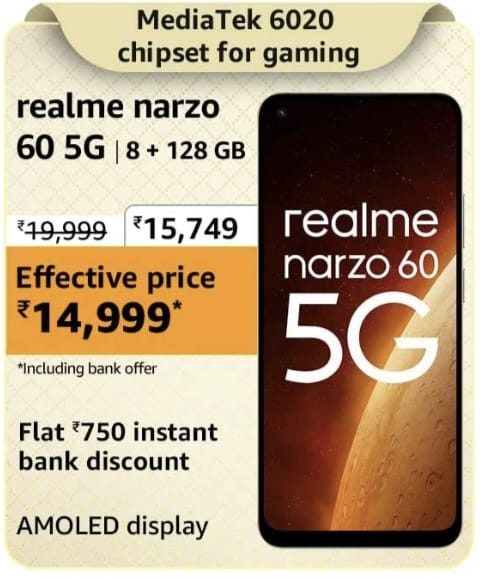 MediaTek 6020
chipset for gaming
realme narzo
60 5G | 8 + 128 GB
₹19,999
₹15,749
Effective price
₹14,999*
*Including bank offer
Flat ₹750 instant
bank discount
AMOLED display
realme
narzo 60
5G